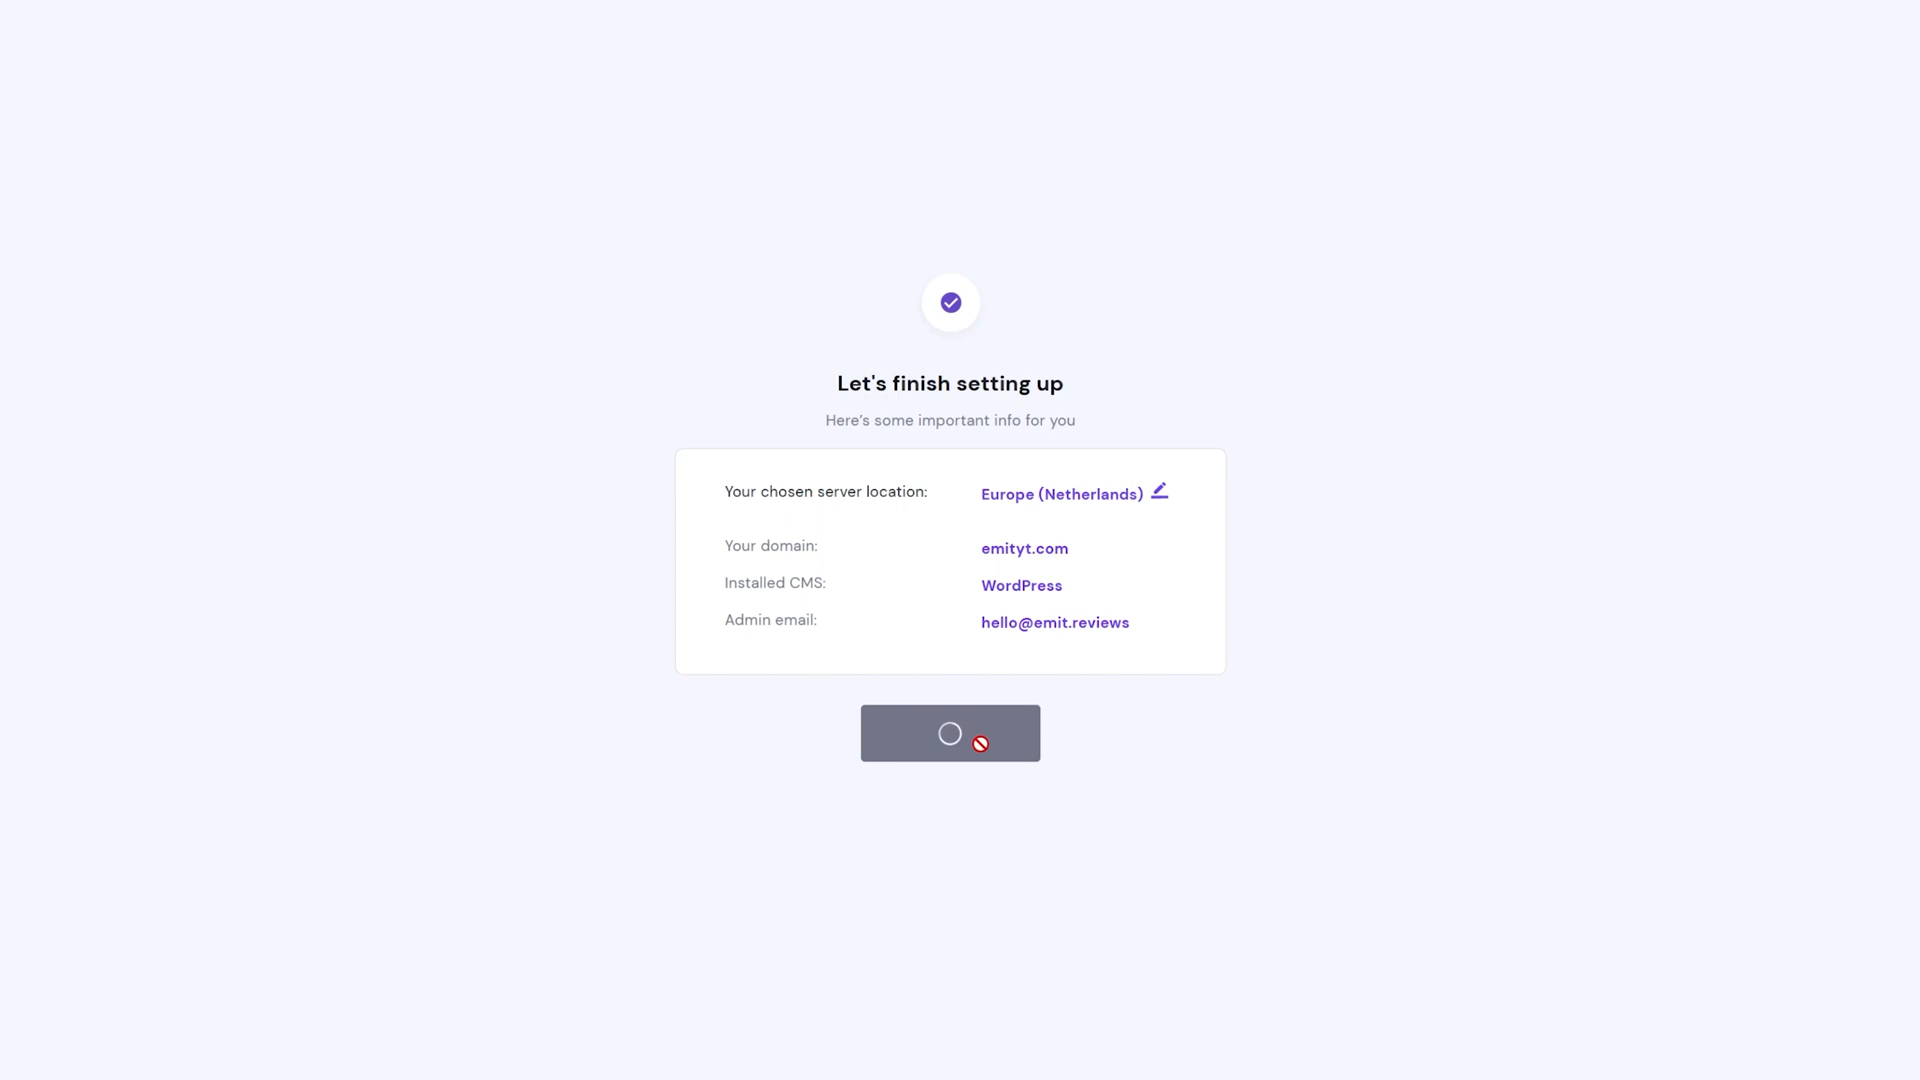 Let's finish setting up
Here's some important info for you
Your chosen server location: Europe (Netherlands)
Your domain: emityt.com
Installed CMS: WordPress
Admin email: hello@emit.reviews